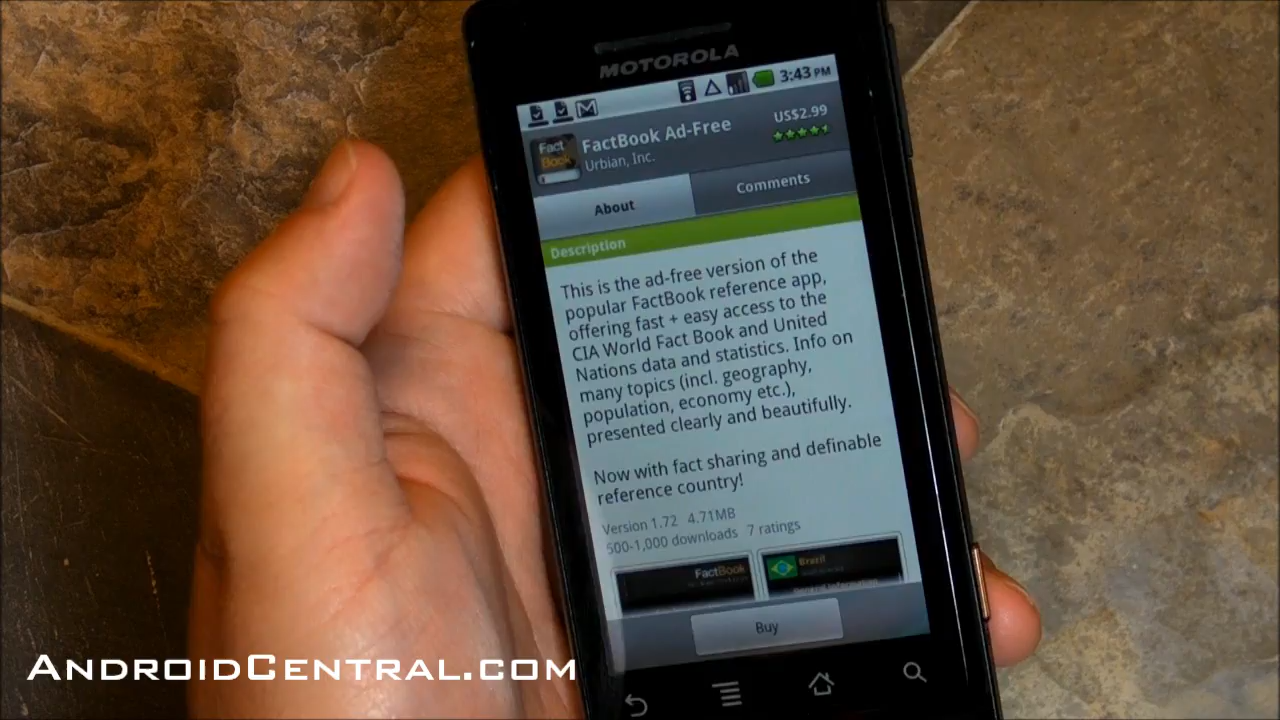 MOTOROLA
3:43 PM
FactBook Ad-Free
US$2.99
Urbian, Inc.
Fact
Book
About
Comments
Description
This is the ad-free version of the
popular FactBook reference app,
offering fast + easy access to the
CIA World Fact Book and United
Nations data and statistics. Info on
many topics (incl. geography,
population, economy etc.),
presented clearly and beautifully.
Now with fact sharing and definable
reference country!
Version 1.72 4.71MB
500-1,000 downloads 7 ratings
FactBook
Brazil
General Information
Buy
ANDROIDCENTRAL.COM